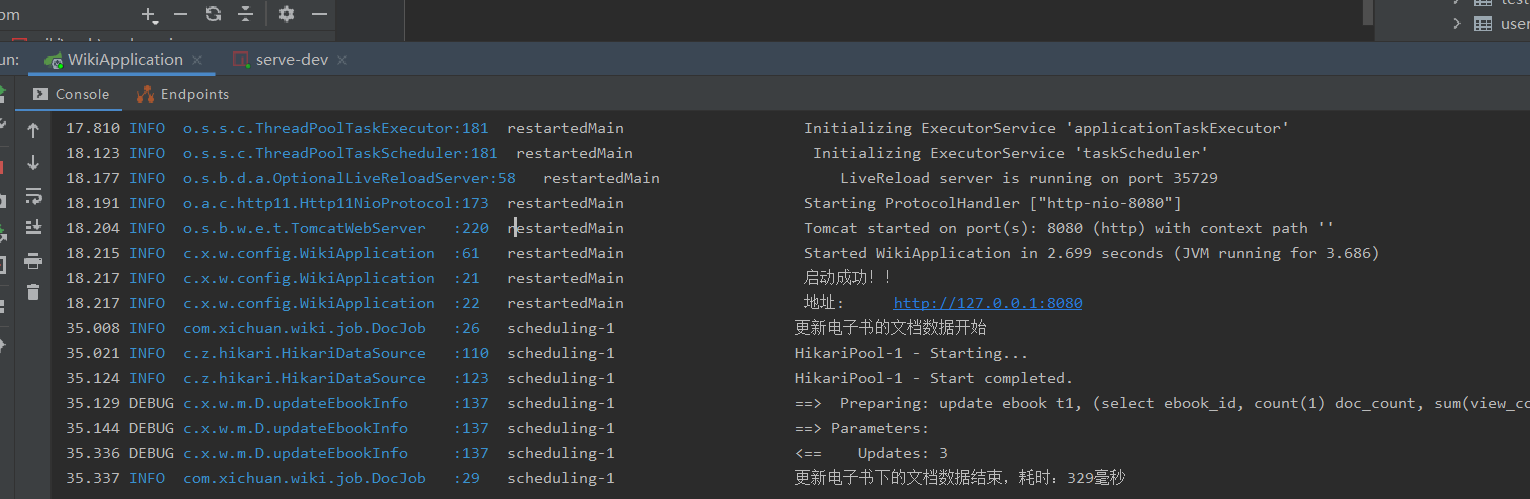 pm
test
user
un: WikiApplication serve-dev
Console Endpoints
17.810 INFO o.s.s.c.ThreadPoolTaskExecutor:181 restartedMain Initializing ExecutorService 'applicationTaskExecutor'
18.123 INFO o.s.s.c.ThreadPoolTaskScheduler:181 restartedMain Initializing ExecutorService 'taskScheduler'
18.177 INFO o.s.b.d.a.OptionalLiveReloadServer:58 restartedMain LiveReload server is running on port 35729
18.191 INFO o.a.c.http11.Http11NioProtocol:173 restartedMain Starting ProtocolHandler ["http-nio-8080"]
18.204 INFO o.s.b.w.e.t.TomcatWebServer :220 restartedMain Tomcat started on port(s): 8080 (http) with context path ''
18.215 INFO c.x.w.config.WikiApplication :61 restartedMain Started WikiApplication in 2.699 seconds (JVM running for 3.686)
18.217 INFO c.x.w.config.WikiApplication :21 restartedMain 启动成功！！
18.217 INFO c.x.w.config.WikiApplication :22 restartedMain 地址： http://127.0.0.1:8080
35.008 INFO com.xichuan.wiki.job.DocJob :26 scheduling-1 更新电子书的文档数据开始
35.021 INFO c.z.hikari.HikariDataSource :110 scheduling-1 HikariPool-1 - Starting...
35.124 INFO c.z.hikari.HikariDataSource :123 scheduling-1 HikariPool-1 - Start completed.
35.129 DEBUG c.x.w.m.D.updateEbookInfo :137 scheduling-1 ==> Preparing: update ebook t1, (select ebook_id, count(1) doc_count, sum(view_co
35.144 DEBUG c.x.w.m.D.updateEbookInfo :137 scheduling-1 ==> Parameters:
35.336 DEBUG c.x.w.m.D.updateEbookInfo :137 scheduling-1 <== Updates: 3
35.337 INFO com.xichuan.wiki.job.DocJob :29 scheduling-1 更新电子书下的文档数据结束，耗时：329毫秒